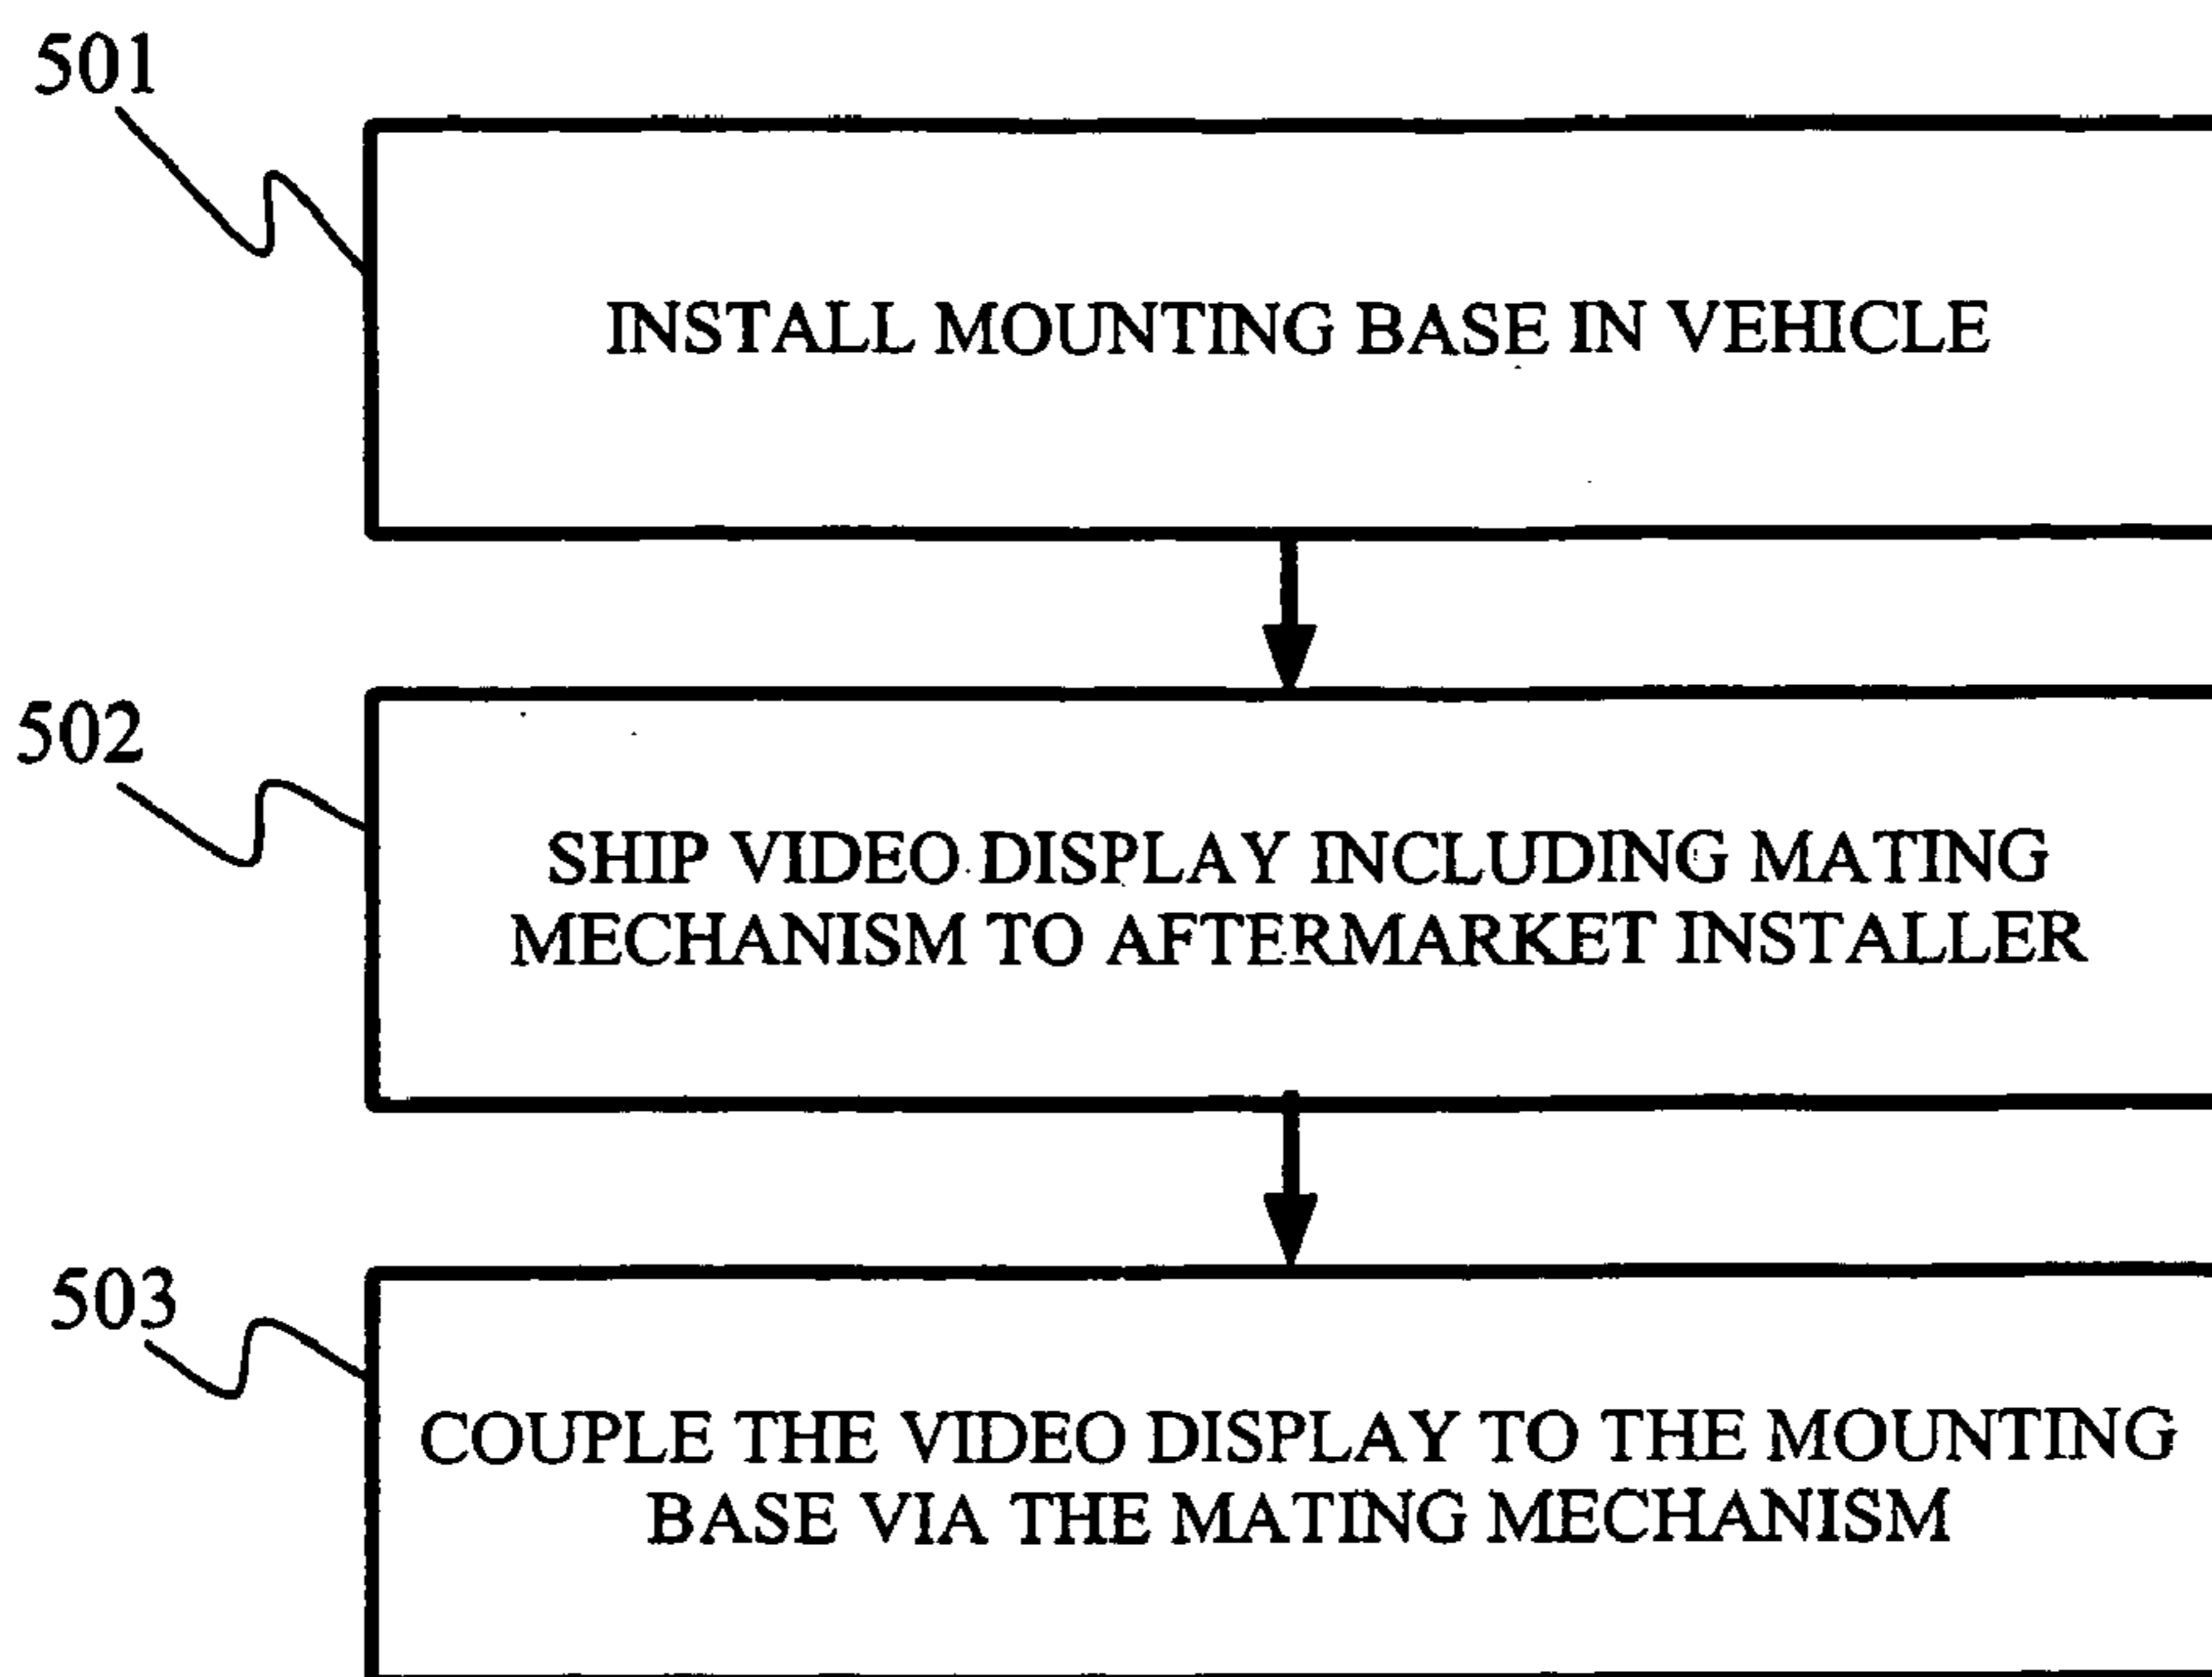 501
INSTALL MOUNTING BASE IN VEHICLE
502
SHIP VIDEO DISPLAY INCLUDING MATING
MECHANISM TO AFTERMARKET INSTALLER
503
COUPLE THE VIDEO DISPLAY TO THE MOUNTING
BASE VIA THE MATING MECHANISM